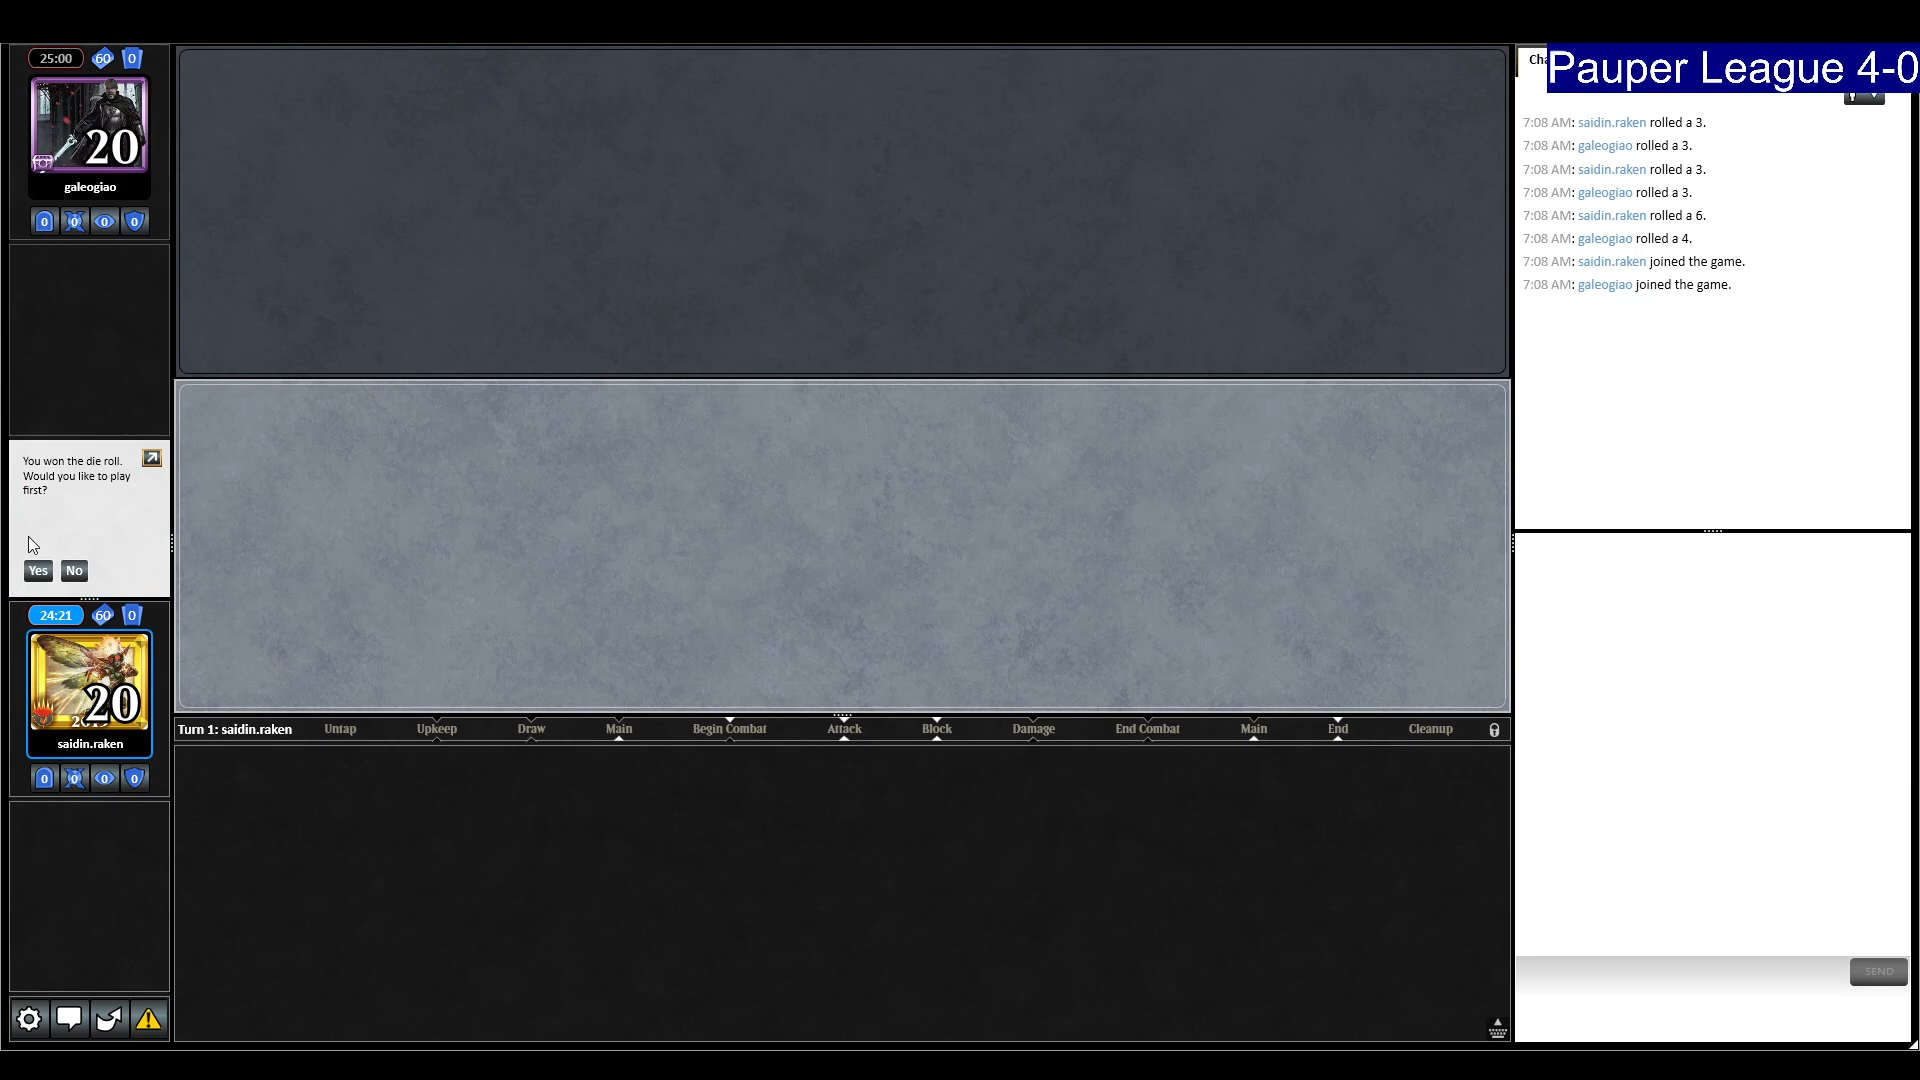 25:00 60 0
20
galeogiao
0 0 0 0
You won the die roll.
Would you like to play
first?
Yes No
24:21 60 0
20
saidin.raken
0 0 0 0
Turn 1: saidin.raken Untap Upkeep Draw Main Begin Combat Attack Block Damage End Combat Main End Cleanup
Pauper League 4-0
7:08 AM: saidin.raken rolled a 3.
7:08 AM: galeogiao rolled a 3.
7:08 AM: saidin.raken rolled a 3.
7:08 AM: galeogiao rolled a 3.
7:08 AM: saidin.raken rolled a 6.
7:08 AM: galeogiao rolled a 4.
7:08 AM: saidin.raken joined the game.
7:08 AM: galeogiao joined the game.
SEND